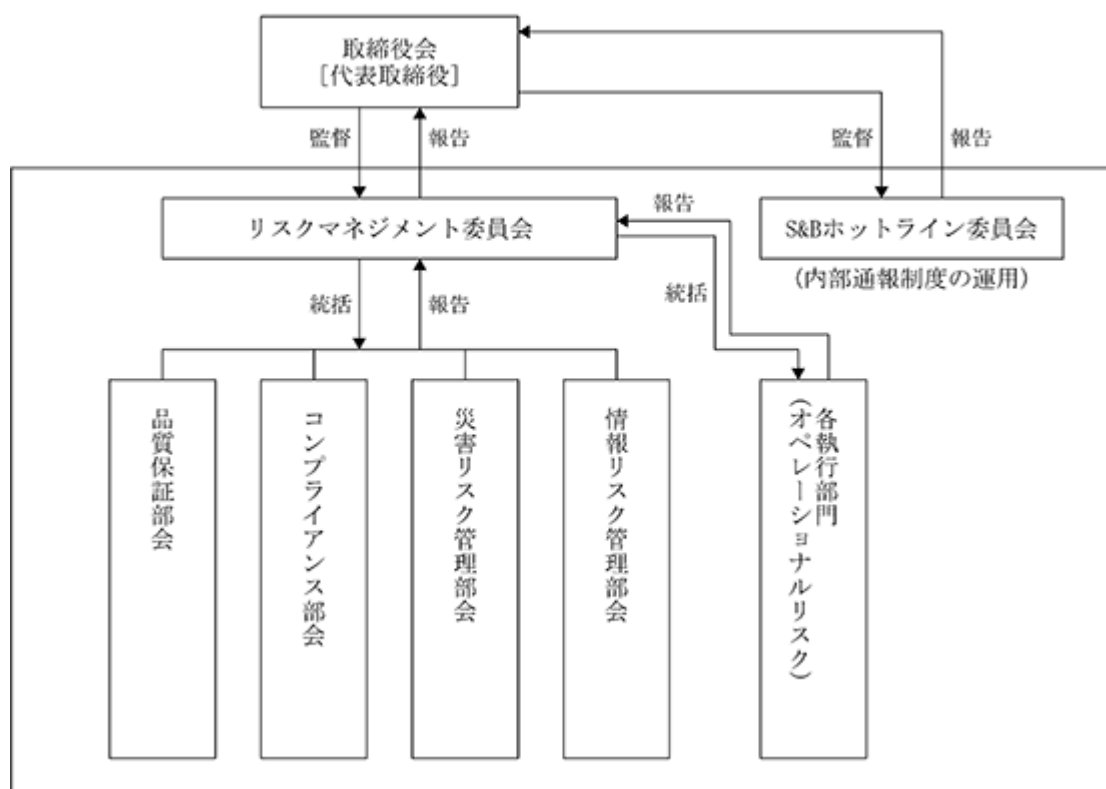 取締役会
［代表取締役］
監督
報告
監督
報告
リスクマネジメント委員会
報告
S&Bホットライン委員会
（内部通報制度の運用）
統括
報告
統括
品質保証部会
コンプライアンス部会
災害リスク管理部会
情報リスク管理部会
各執行部門
（オペレーショナルリスク）